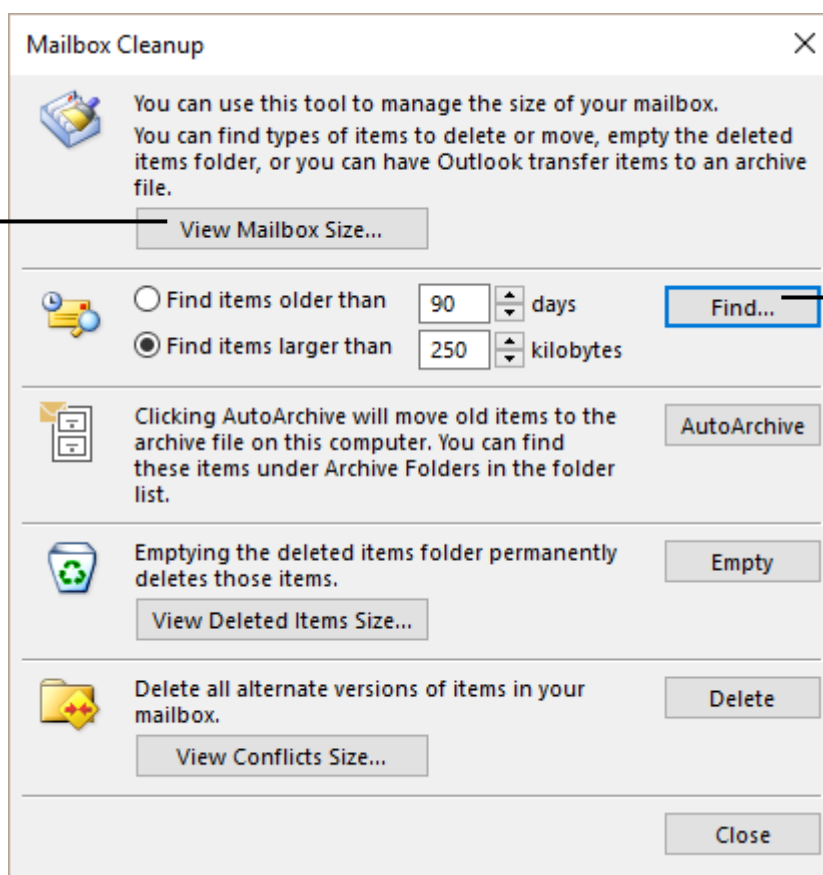 Mailbox Cleanup
You can use this tool to manage the size of your mailbox.
You can find types of items to delete or move, empty the deleted
items folder, or you can have Outlook transfer items to an archive
file.
View Mailbox Size...
Find items older than 90 days Find...
Find items larger than 250 kilobytes
Clicking AutoArchive will move old items to the AutoArchive
archive file on this computer. You can find
these items under Archive Folders in the folder
list.
Emptying the deleted items folder permanently Empty
deletes those items.
View Deleted Items Size...
Delete all alternate versions of items in your Delete
mailbox.
View Conflicts Size...
Close